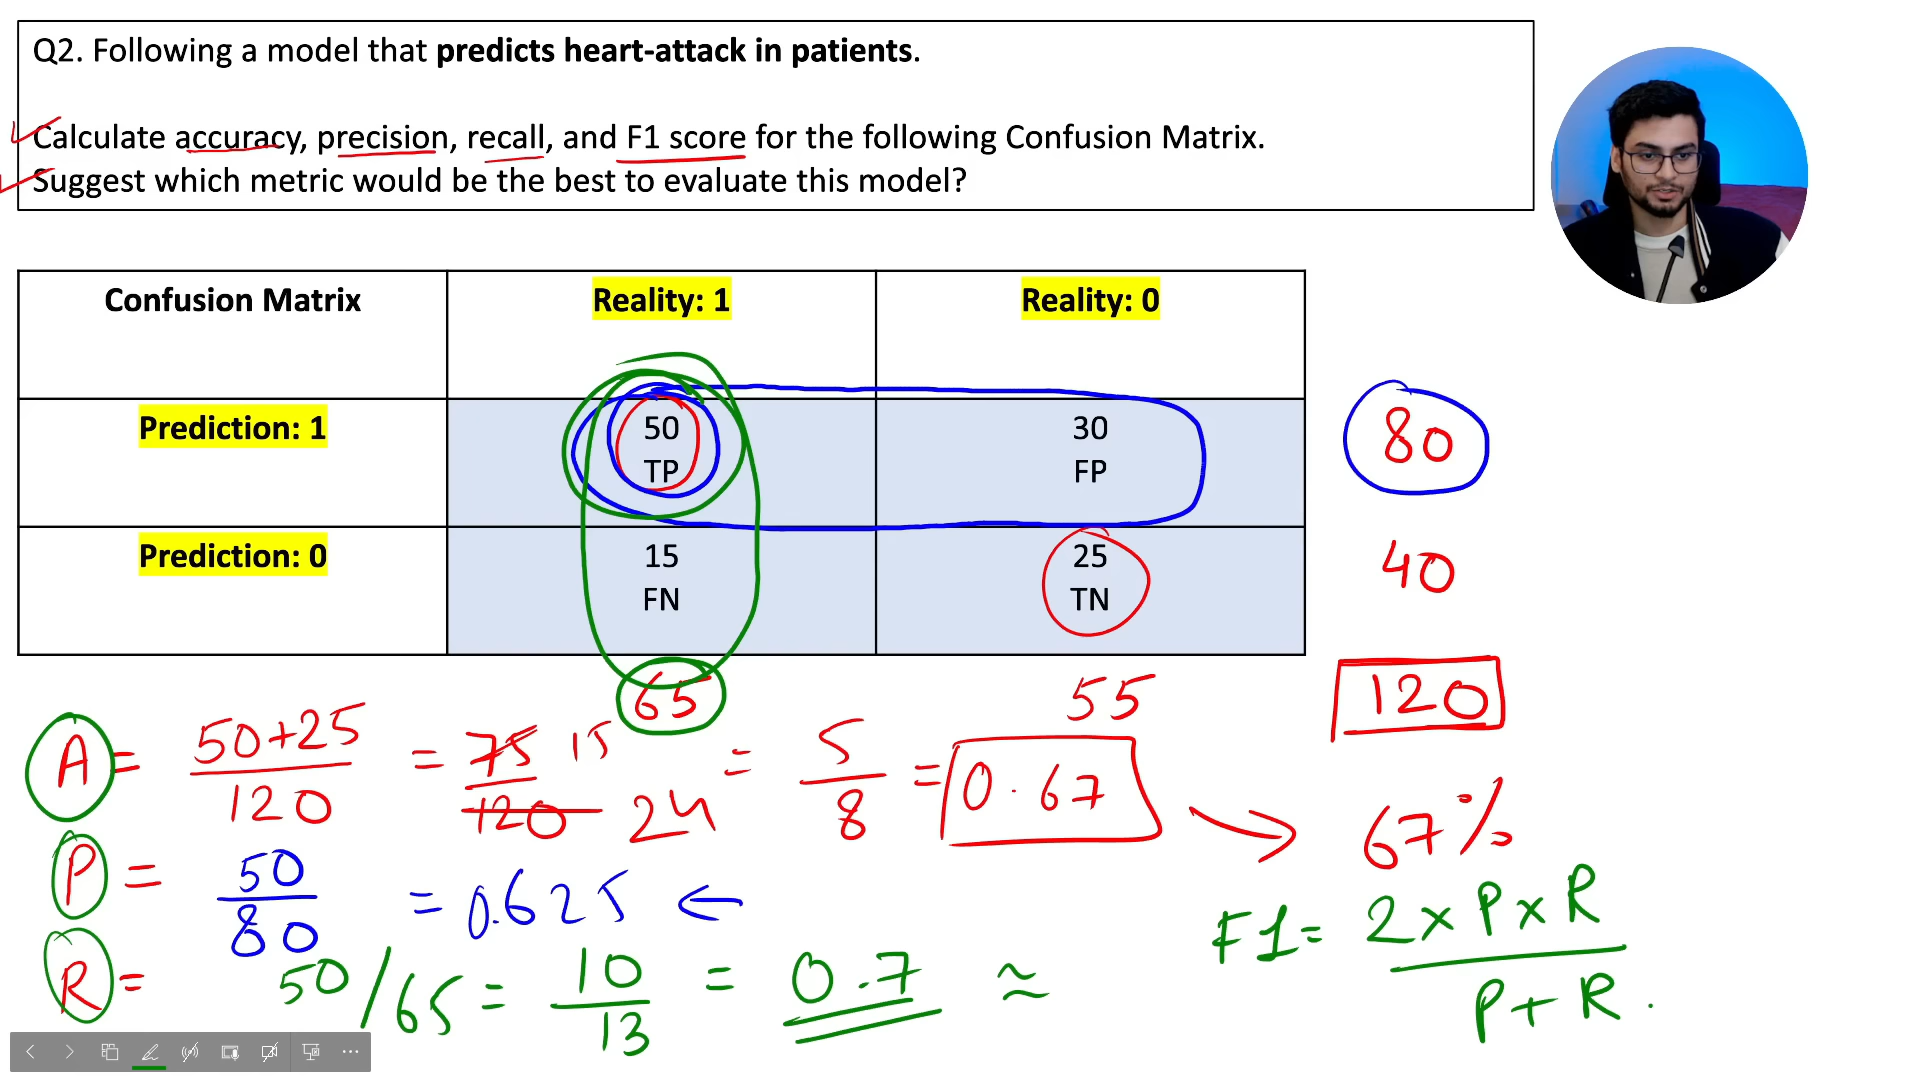 Q2. Following a model that predicts heart-attack in patients.
Calculate accuracy, precision, recall, and F1 score for the following Confusion Matrix.
Suggest which metric would be the best to evaluate this model?
Confusion Matrix Reality: 1 Reality: 0
Prediction: 1 50 30 80
TP FP
Prediction: 0 15 25 40
FN TN
65 55 120
A = 50+25 / 120 = 75 15 / 120 24 = 5 / 8 = 0.67 → 67%
P = 50 / 80 = 0.625 ←
R = 50/65 = 10 / 13 = 0.7 ≈
F1 = 2 x P x R / P + R .